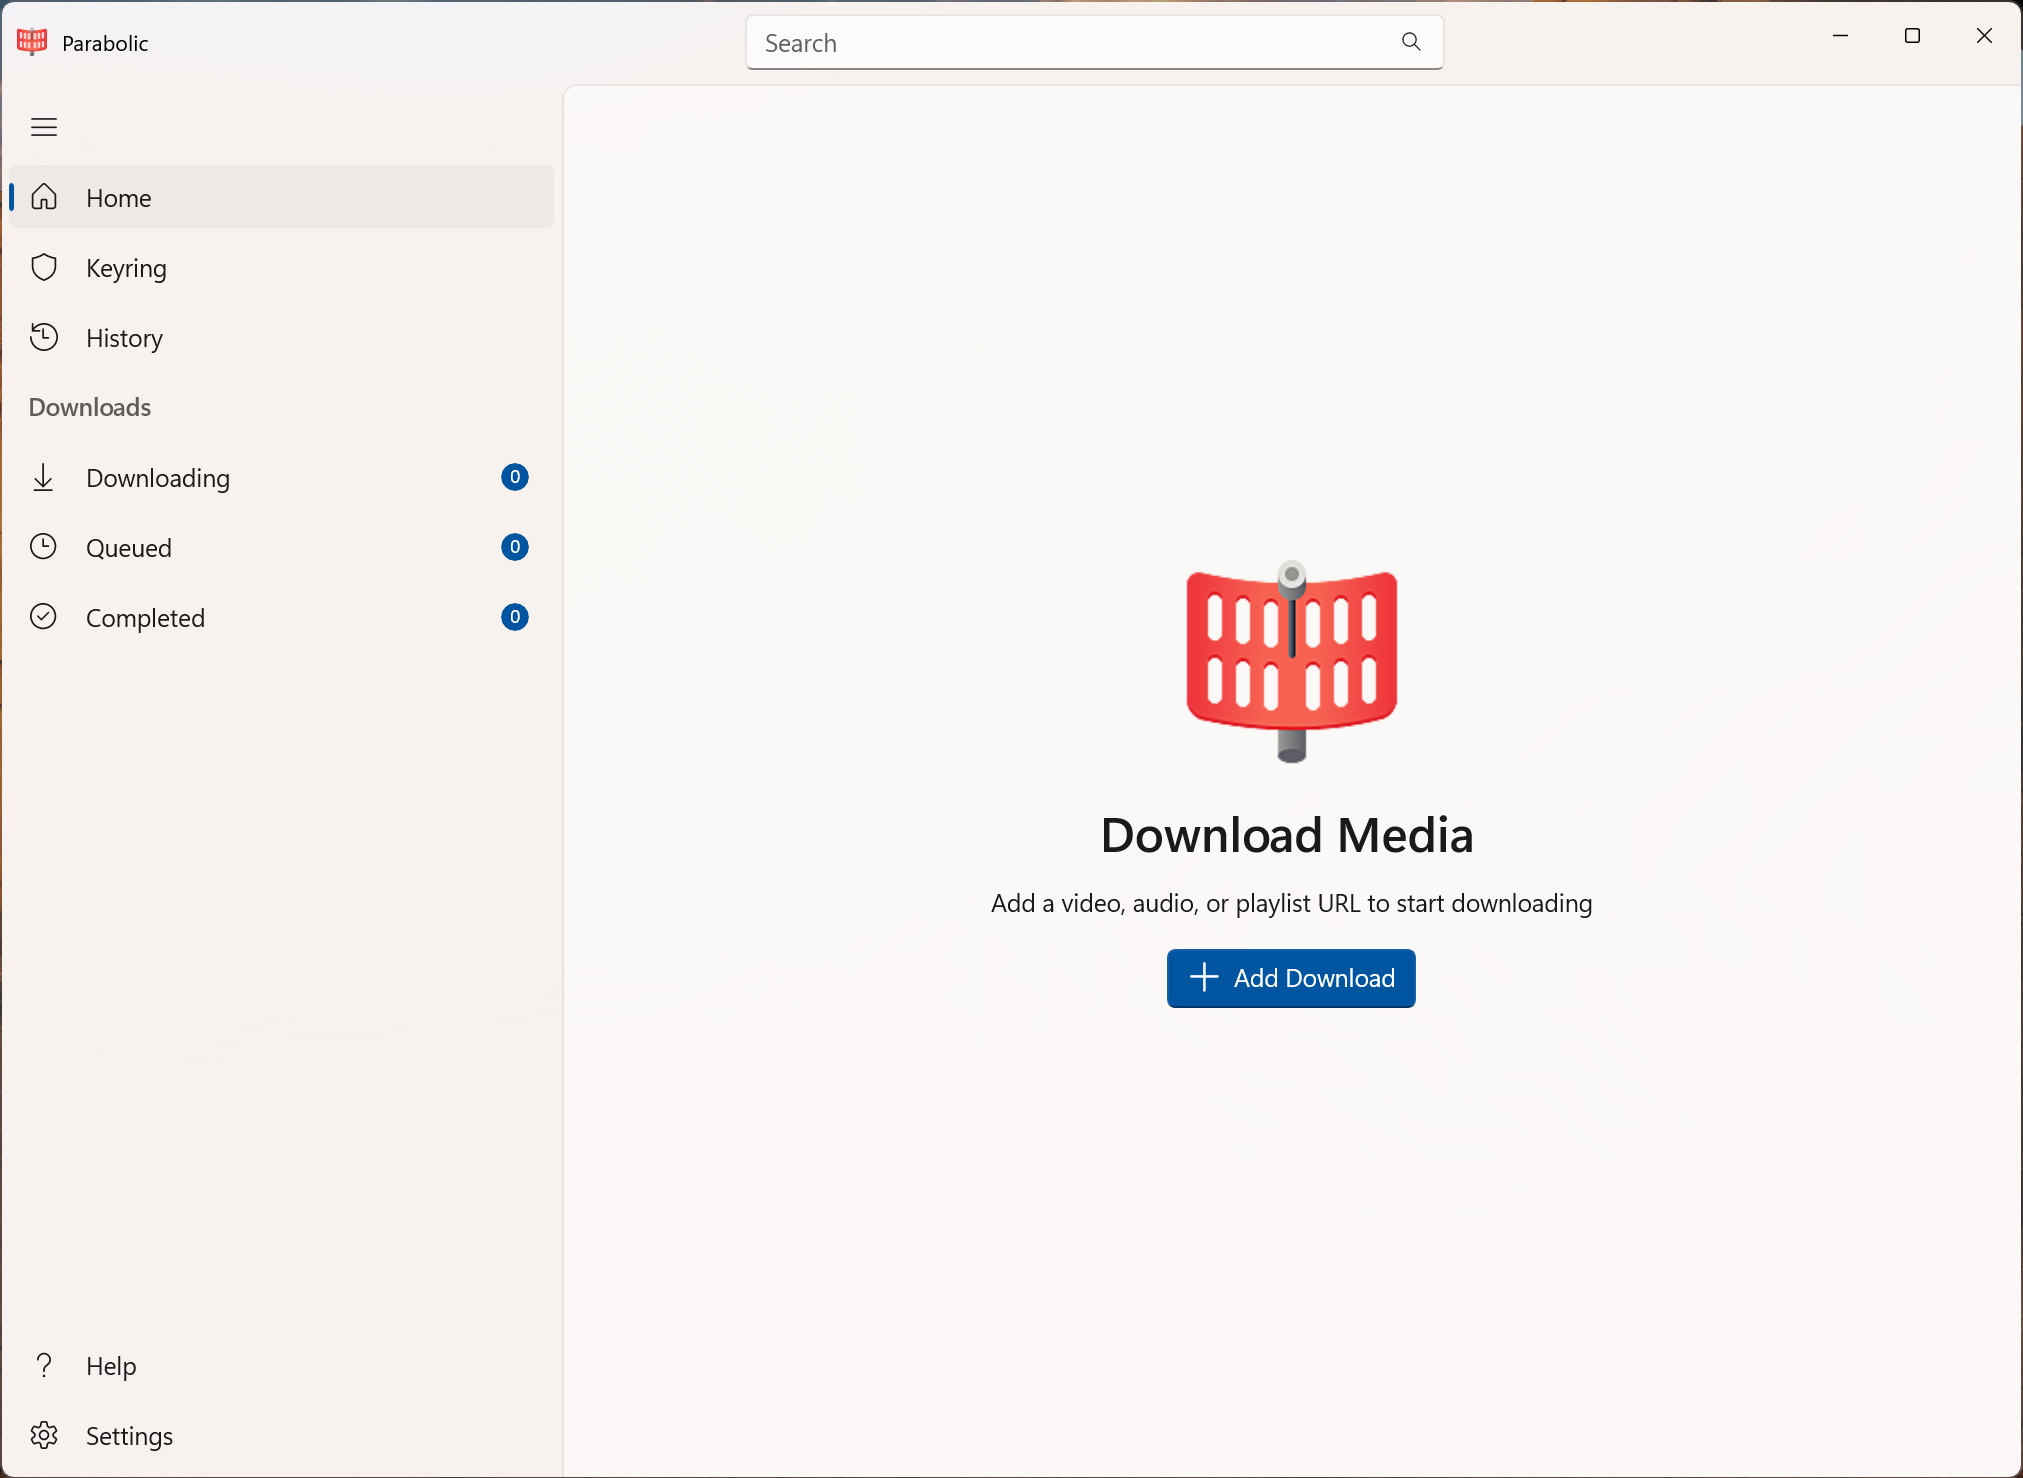 Parabolic
Search
Home
Keyring
History
Downloads
Downloading 0
Queued 0
Completed 0
Download Media
Add a video, audio, or playlist URL to start downloading
Add Download
Help
Settings